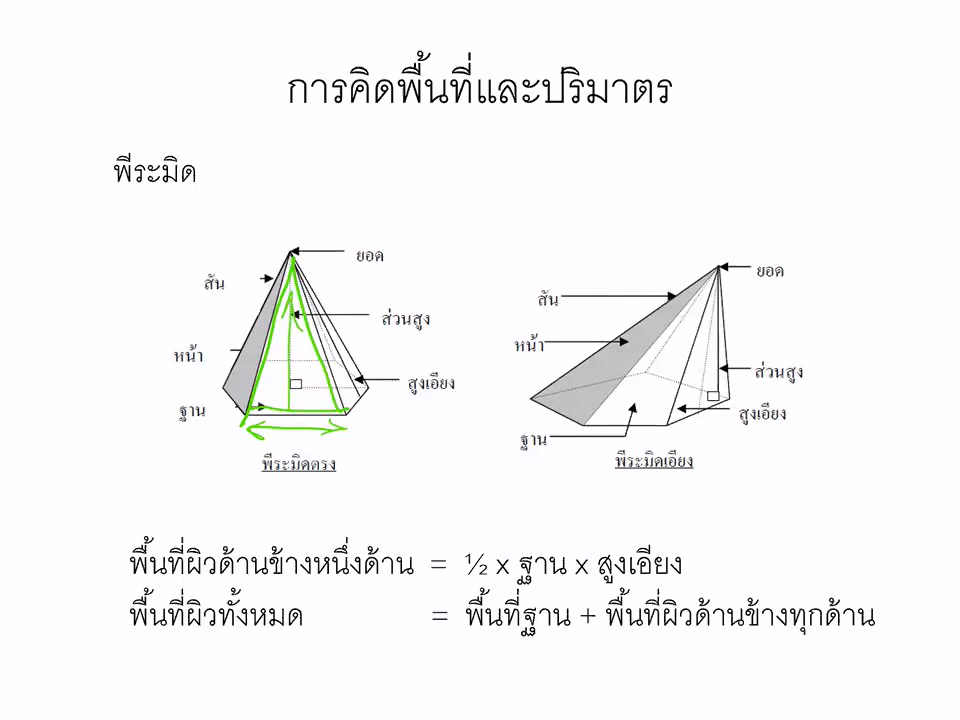 การคิดพื้นที่และปริมาตร
พีระมิด
ยอด
สัน
ส่วนสูง
หน้า
สูงเอียง
ฐาน
พีระมิดตรง
ยอด
สัน
หน้า
ส่วนสูง
สูงเอียง
ฐาน
พีระมิดเอียง
พื้นที่ผิวด้านข้างหนึ่งด้าน = ½ x ฐาน x สูงเอียง
พื้นที่ผิวทั้งหมด = พื้นที่ฐาน + พื้นที่ผิวด้านข้างทุกด้าน